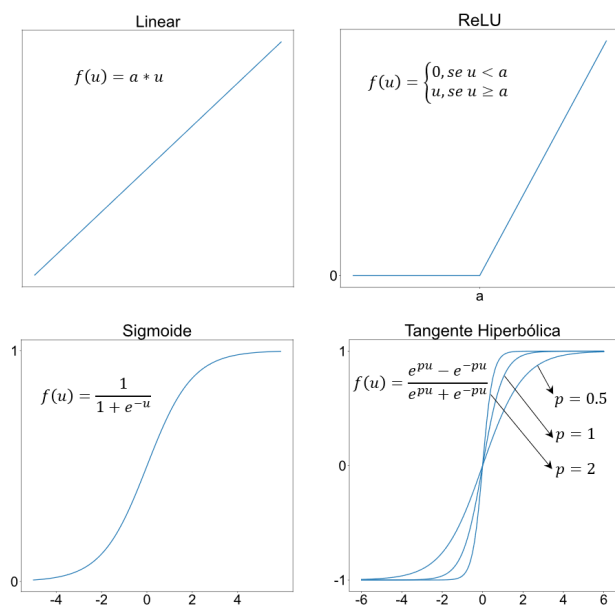 Linear
f(u) = a * u
ReLU
f(u) = {0, se u < a
u, se u ≥ a
0
a
Sigmoide
1
f(u) = 1 / (1 + e^{-u})
0
-4 -2 0 2 4
Tangente Hiperbólica
1
f(u) = (e^{pu} - e^{-pu}) / (e^{pu} + e^{-pu})
p = 0.5
p = 1
0
p = 2
-1
-6 -4 -2 0 2 4 6